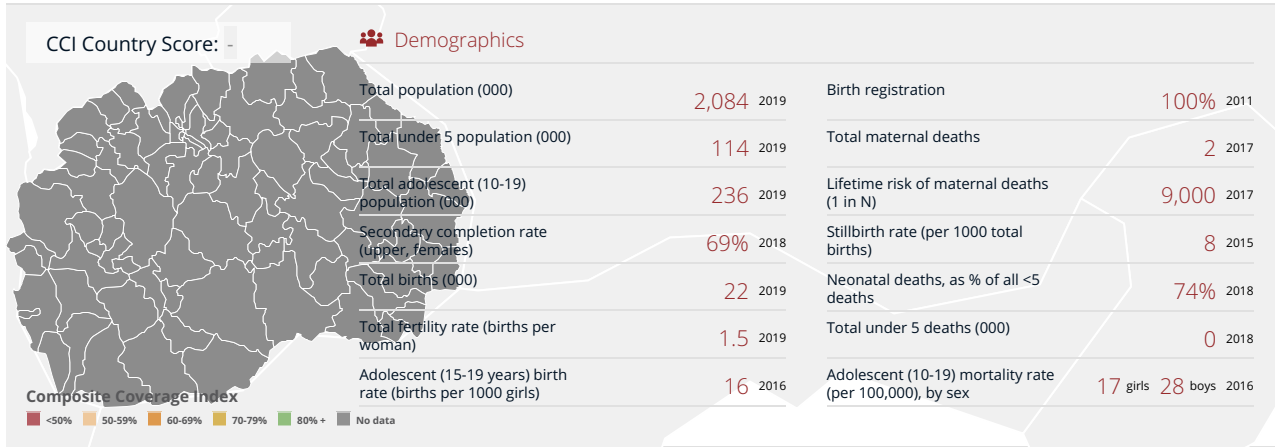 CCI Country Score: -
Demographics
Total population (000)
2,084 2019
Total under 5 population (000)
114 2019
Total adolescent (10-19)
population (000)
236 2019
Secondary completion rate
(upper, females)
69% 2018
Total births (000)
22 2019
Total fertility rate (births per
woman)
1.5 2019
Adolescent (15-19 years) birth
rate (births per 1000 girls)
16 2016
Birth registration
100% 2011
Total maternal deaths
2 2017
Lifetime risk of maternal deaths
(1 in N)
9,000 2017
Stillbirth rate (per 1000 total
births)
8 2015
Neonatal deaths, as % of all <5
deaths
74% 2018
Total under 5 deaths (000)
0 2018
Adolescent (10-19) mortality rate
(per 100,000), by sex
17 girls 28 boys 2016
Composite Coverage Index
<50% 50-59% 60-69% 70-79% 80% + No data